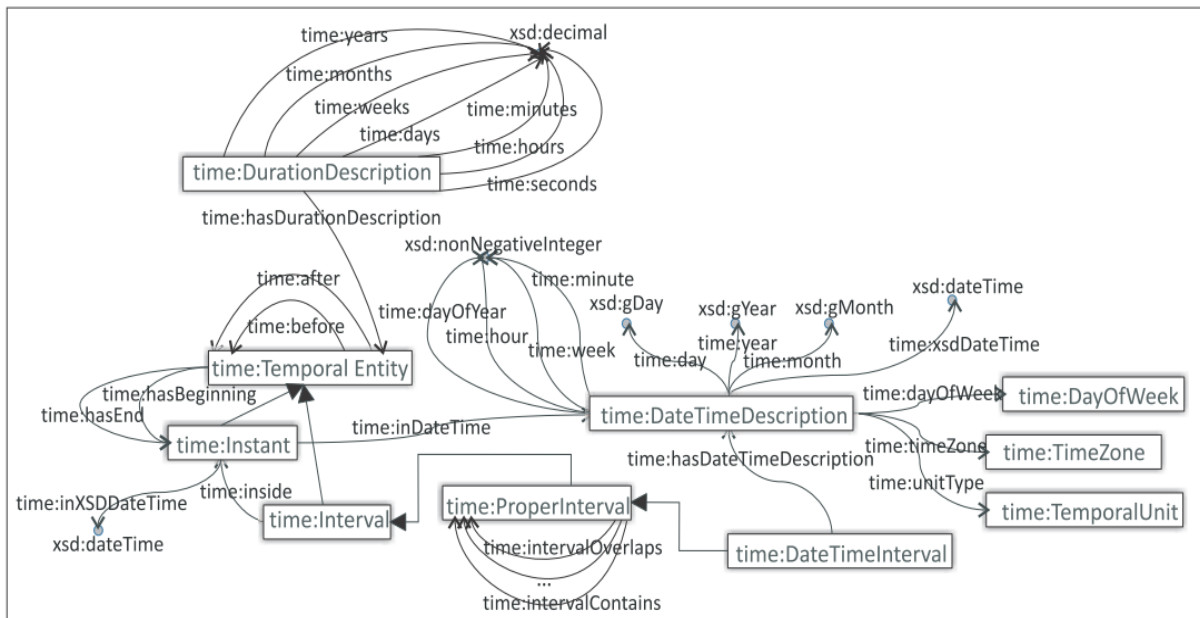 time:years
xsd:decimal
time:months
time:weeks
time:minutes
time:days
time:hours
time:DurationDescription
time:seconds
time:hasDurationDescription
xsd:nonNegativeInteger
time:after
time:minute
xsd:dateTime
xsd:gDay
xsd:gYear
xsd:gMonth
time:dayOfYear
time:before
time:hour
time:week
time:year
time:day
time:month
time:xsdDateTime
time:Temporal Entity
time:hasBeginning
time:dayOfWeek
time:DayOfWeek
time:hasEnd
time:inDateTime
time:DateTimeDescription
time:Instant
time:timeZone
time:TimeZone
time:hasDateTimeDescription
time:unitType
time:inXSDDateTime
time:inside
time:ProperInterval
time:TemporalUnit
time:Interval
xsd:dateTime
time:intervalOverlaps
time:DateTimeInterval
...
time:intervalContains